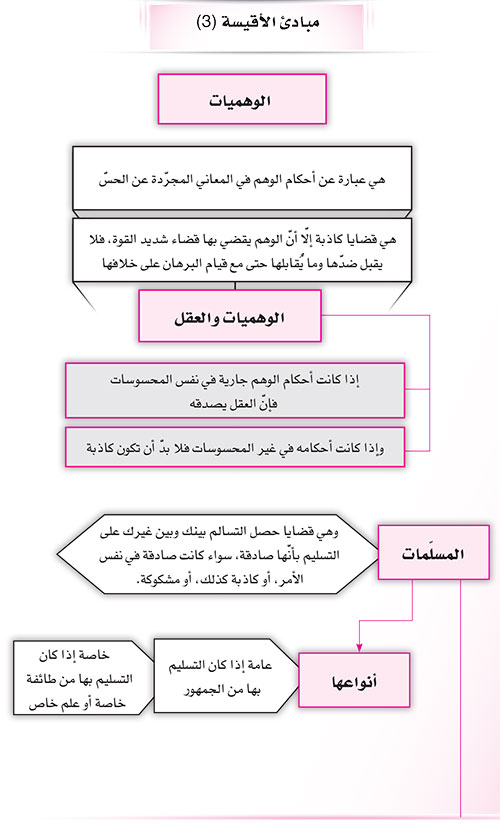 مبادئ الأقيسة (3)
الوهميات
هي عبارة عن أحكام الوهم في المعاني المجرّدة عن الحسّ
هي قضايا كاذبة إلّا أنّ الوهم يقضي بها قضاء شديد القوة، فلا
يقبل ضدّها وما يُقابلها حتى مع قيام البرهان على خلافها
الوهميات والعقل
إذا كانت أحكام الوهم جارية في نفس المحسوسات
فإنّ العقل يصدقه
وإذا كانت أحكامه في غير المحسوسات فلا بدّ أن تكون كاذبة
المسلّمات
وهي قضايا حصل التسالم بينك وبين غيرك على
التسليم بأنّها صادقة، سواء كانت صادقة في نفس
الأمر، أو كاذبة كذلك، أو مشكوكة.
أنواعها
عامة إذا كان التسليم
بها من الجمهور
خاصة إذا كان
التسليم بها من طائفة
خاصة أو علم خاص